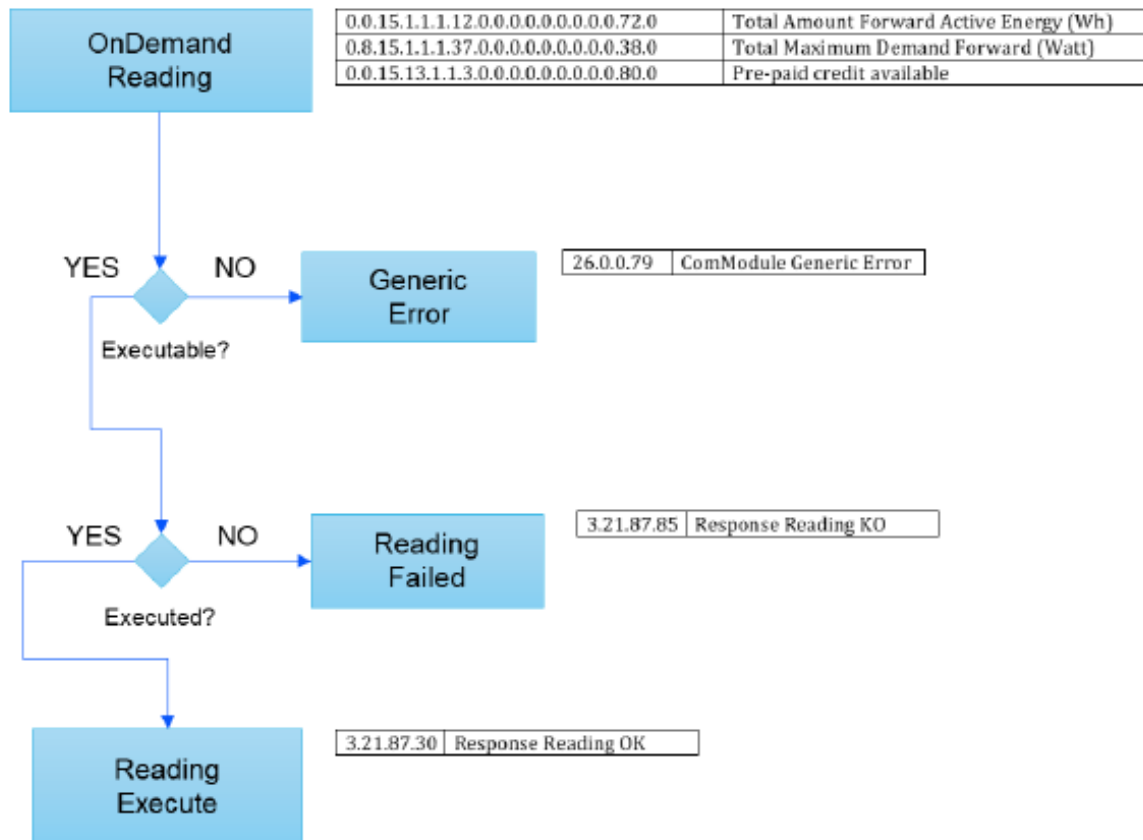 OnDemand
Reading
0.0.15.1.1.1.12.0.0.0.0.0.0.0.0.0.72.0 Total Amount Forward Active Energy (Wh)
0.8.15.1.1.1.37.0.0.0.0.0.0.0.0.0.38.0 Total Maximum Demand Forward (Watt)
0.0.15.13.1.1.3.0.0.0.0.0.0.0.0.0.80.0 Pre-paid credit available
YES NO
Generic
Error
26.0.0.79 ComModule Generic Error
Executable?
YES NO
Reading
Failed
3.21.87.85 Response Reading KO
Executed?
Reading
Execute
3.21.87.30 Response Reading OK